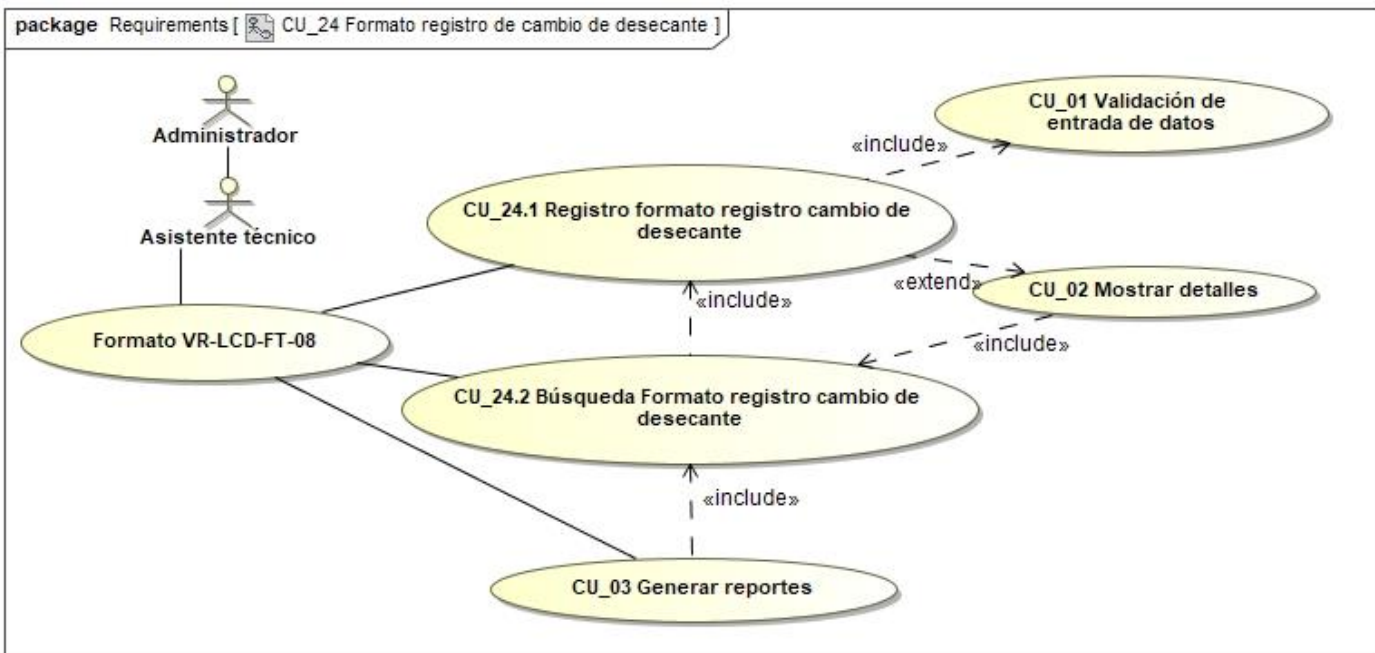 package Requirements [ CU_24 Formato registro de cambio de desecante ]
Administrador
Asistente técnico
Formato VR-LCD-FT-08
CU_24.1 Registro formato registro cambio de
desecante
«include»
CU_01 Validación de
entrada de datos
«extend»
CU_02 Mostrar detalles
«include»
«include»
CU_24.2 Búsqueda Formato registro cambio de
desecante
«include»
CU_03 Generar reportes